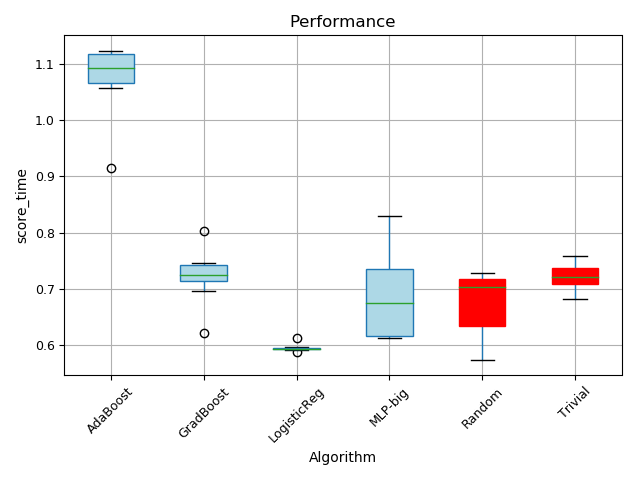 Performance
score_time
1.1
1.0
0.9
0.8
0.7
0.6
AdaBoost
GradBoost
LogisticReg
MLP-big
Random
Trivial
Algorithm